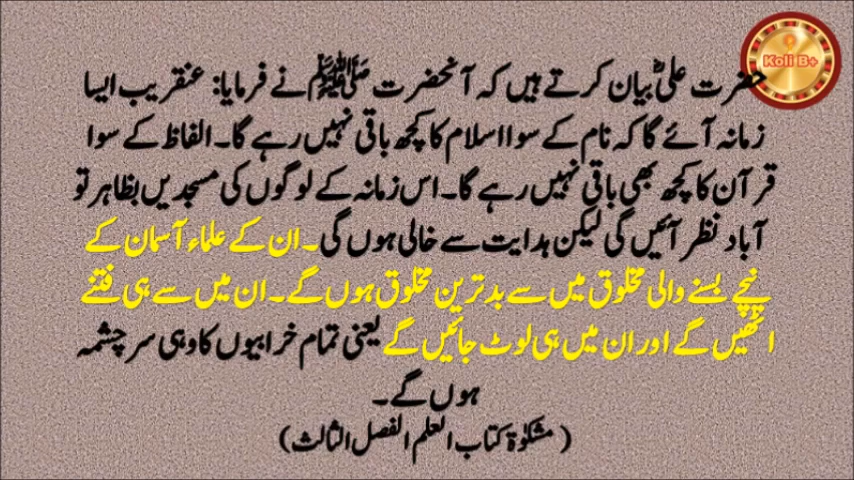 Koli B+
حضرت علیؓ بیان کرتے ہیں کہ آنحضرت ﷺ نے فرمایا: عنقریب ایسا
زمانہ آئے گا کہ نام کے سوا اسلام کا کچھ باقی نہیں رہے گا۔ الفاظ کے سوا
قرآن کا کچھ بھی باقی نہیں رہے گا۔ اس زمانہ کے لوگوں کی مسجدیں بظاہر تو
آباد نظر آئیں گی لیکن ہدایت سے خالی ہوں گی۔ ان کے علماء آسمان کے
نیچے بسنے والی مخلوق میں سے بدترین مخلوق ہوں گے۔ ان میں سے ہی فتنے
اٹھیں گے اور ان میں ہی لوٹ جائیں گے یعنی تمام خرابیوں کا وہی سرچشمہ
ہوں گے۔
(مشکوٰۃ کتاب العلم الفصل الثالث)